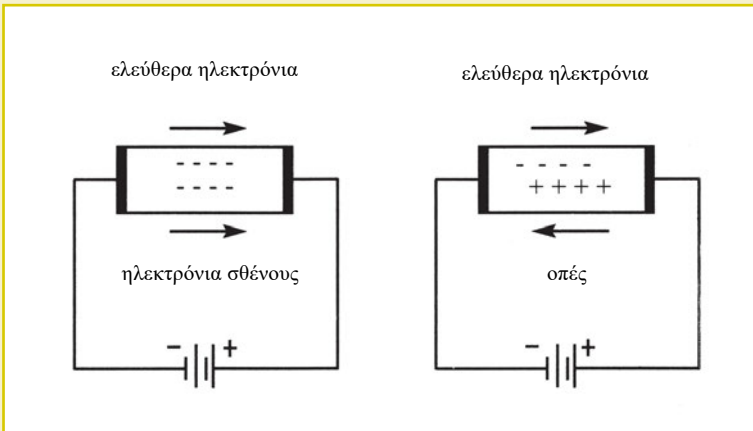 ελεύθερα ηλεκτρόνια
- - - -
- - - -
ηλεκτρόνια σθένους
- +
ελεύθερα ηλεκτρόνια
- - - -
+ + + +
οπές
- +